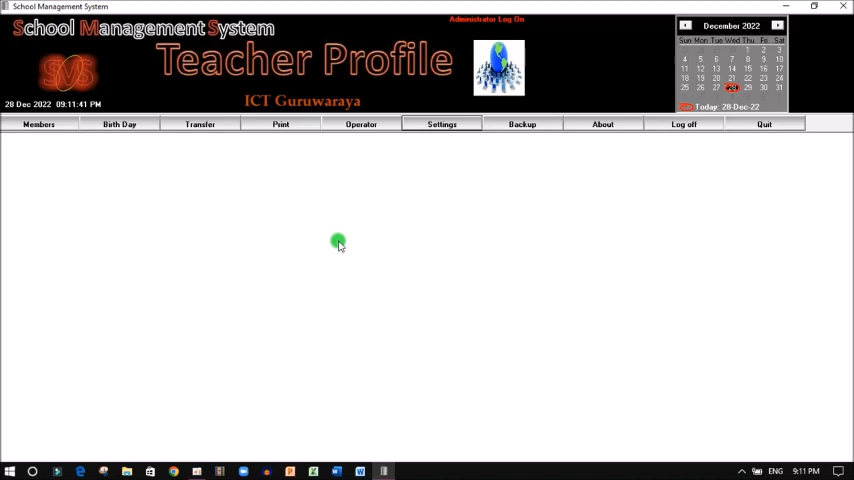 School Management System
School Management System
Administrator Log On
Teacher Profile
SMS
ICT Guruwaraya
28 Dec 2022 09:11:41 PM
December 2022
Sun Mon Tue Wed Thu Fri Sat
1 2 3
4 5 6 7 8 9 10
11 12 13 14 15 16 17
18 19 20 21 22 23 24
25 26 27 28 29 30 31
Today: 28-Dec-22
Members Birth Day Transfer Print Operator Settings Backup About Log off Quit
ENG 9:11 PM